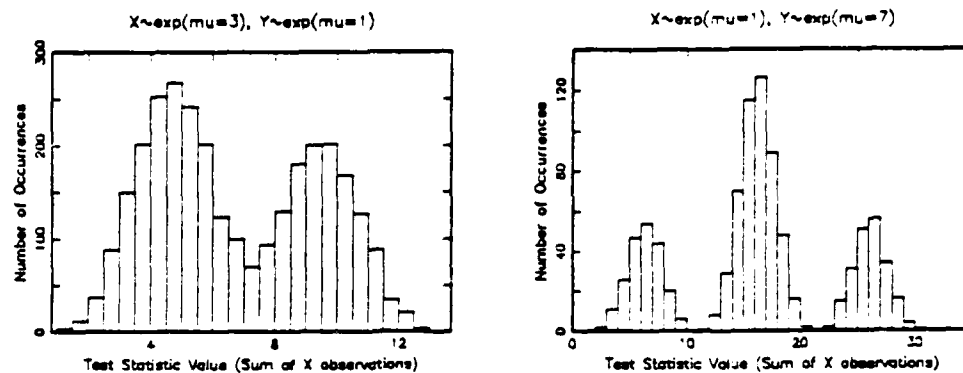 X~exp(mu=3), Y~exp(mu=1)
Number of Occurrences
300
200
100
0
4
8
12
Test Statistic Value (Sum of X observations)
X~exp(mu=1), Y~exp(mu=7)
Number of Occurrences
120
80
40
0
0
10
20
30
Test Statistic Value (Sum of X observations)